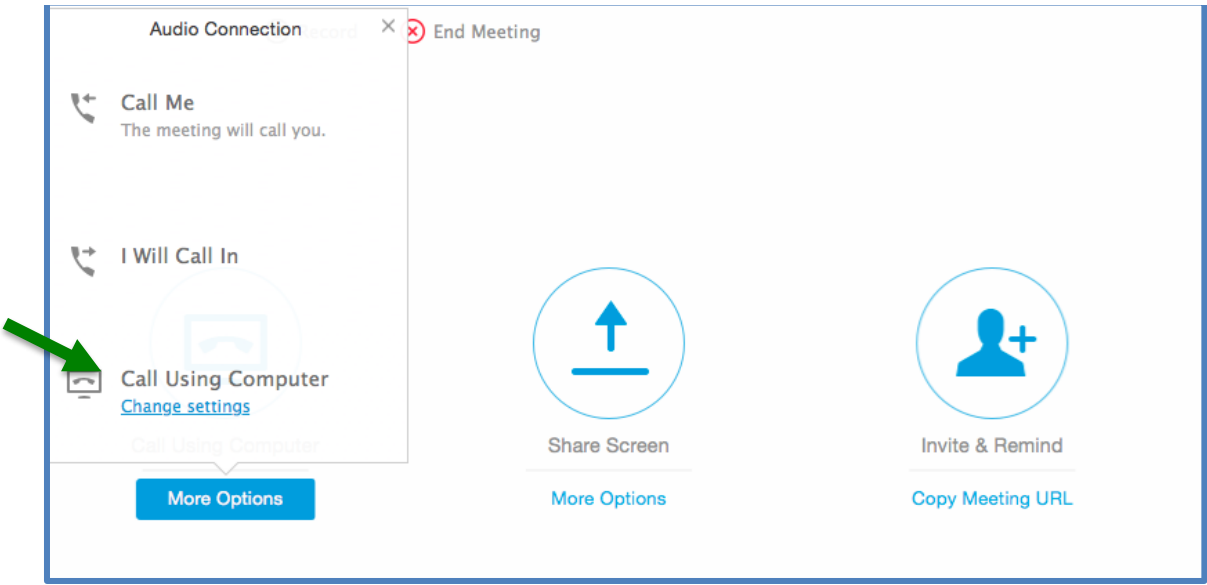 Audio Connection
Record
End Meeting
Call Me
The meeting will call you.
I Will Call In
Call Using Computer
Change settings
Call Using Computer
Share Screen
Invite & Remind
More Options
More Options
Copy Meeting URL